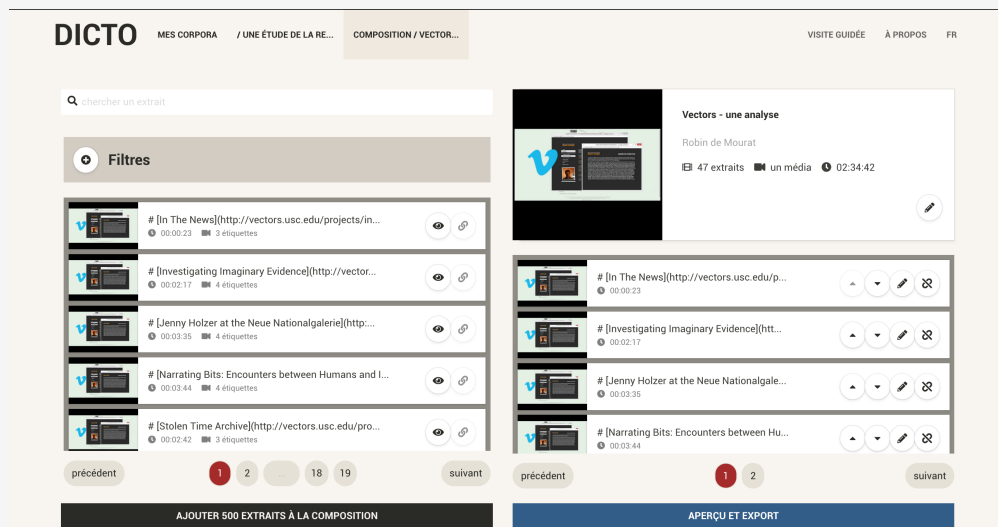 DICTO
MES CORPORA
/ UNE ÉTUDE DE LA RE...
COMPOSITION / VECTOR...
VISITE GUIDÉE
À PROPOS
FR
chercher un extrait
Filtres
# [In The News](http://vectors.usc.edu/projects/in...
00:00:23 3 étiquettes
# [Investigating Imaginary Evidence](http://vector...
00:02:17 4 étiquettes
# [Jenny Holzer at the Neue Nationalgalerie](http:...
00:03:35 4 étiquettes
# [Narrating Bits: Encounters between Humans and I...
00:03:44 4 étiquettes
# [Stolen Time Archive](http://vectors.usc.edu/pro...
00:02:42 3 étiquettes
précédent
1 2 ... 18 19
suivant
AJOUTER 500 EXTRAITS À LA COMPOSITION
Vectors - une analyse
Robin de Mourat
47 extraits un média 02:34:42
# [In The News](http://vectors.usc.edu/p...
00:00:23
# [Investigating Imaginary Evidence](htt...
00:02:17
# [Jenny Holzer at the Neue Nationalgale...
00:03:35
# [Narrating Bits: Encounters between Hu...
00:03:44
précédent
1 2
suivant
APERÇU ET EXPORT